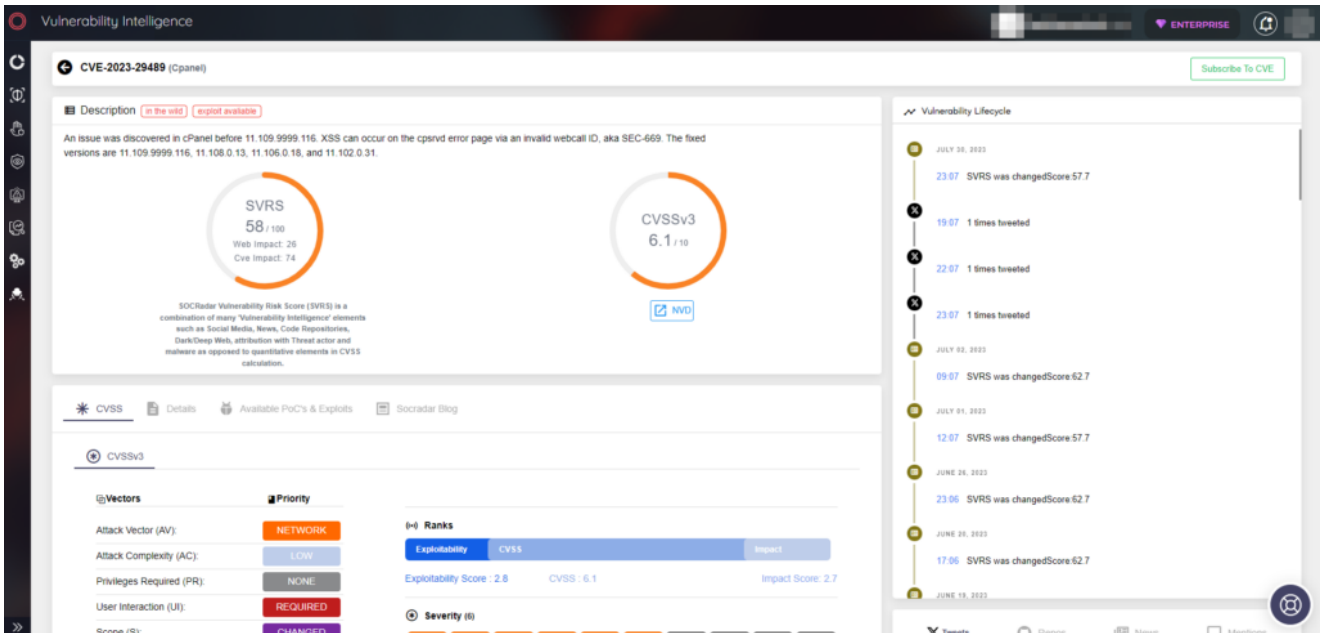 Vulnerability Intelligence
ENTERPRISE
CVE-2023-29489 (Cpanel)
Subscribe To CVE
Description in the wild exploit available
An issue was discovered in cPanel before 11.109.9999.116. XSS can occur on the cpsrvd error page via an invalid webcall ID, aka SEC-669. The fixed
versions are 11.109.9999.116, 11.108.0.13, 11.106.0.18, and 11.102.0.31.
SVRS
58 / 100
Web Impact: 26
Cve Impact: 74
SOCRadar Vulnerability Risk Score (SVRS) is a
combination of many 'Vulnerability Intelligence' elements
such as Social Media, News, Code Repositories,
Dark/Deep Web, attribution with Threat actor and
malware as opposed to quantitative elements in CVSS
calculation.
CVSSv3
6.1 / 10
NVD
CVSS Details Available PoC's & Exploits Socradar Blog
CVSSv3
Vectors Priority
Attack Vector (AV): NETWORK
Attack Complexity (AC): LOW
Privileges Required (PR): NONE
User Interaction (UI): REQUIRED
Scope (S): CHANGED
Ranks
Exploitability CVSS Impact
Exploitability Score : 2.8 CVSS : 6.1 Impact Score: 2.7
Severity (6)
Vulnerability Lifecycle
JULY 30, 2023
23:07 SVRS was changedScore:57.7
19:07 1 times tweeted
22:07 1 times tweeted
23:07 1 times tweeted
JULY 02, 2023
09:07 SVRS was changedScore:62.7
JULY 01, 2023
12:07 SVRS was changedScore:57.7
JUNE 26, 2023
23:06 SVRS was changedScore:62.7
JUNE 20, 2023
17:06 SVRS was changedScore:62.7
JUNE 19, 2023
Tweets Repos News Mentions